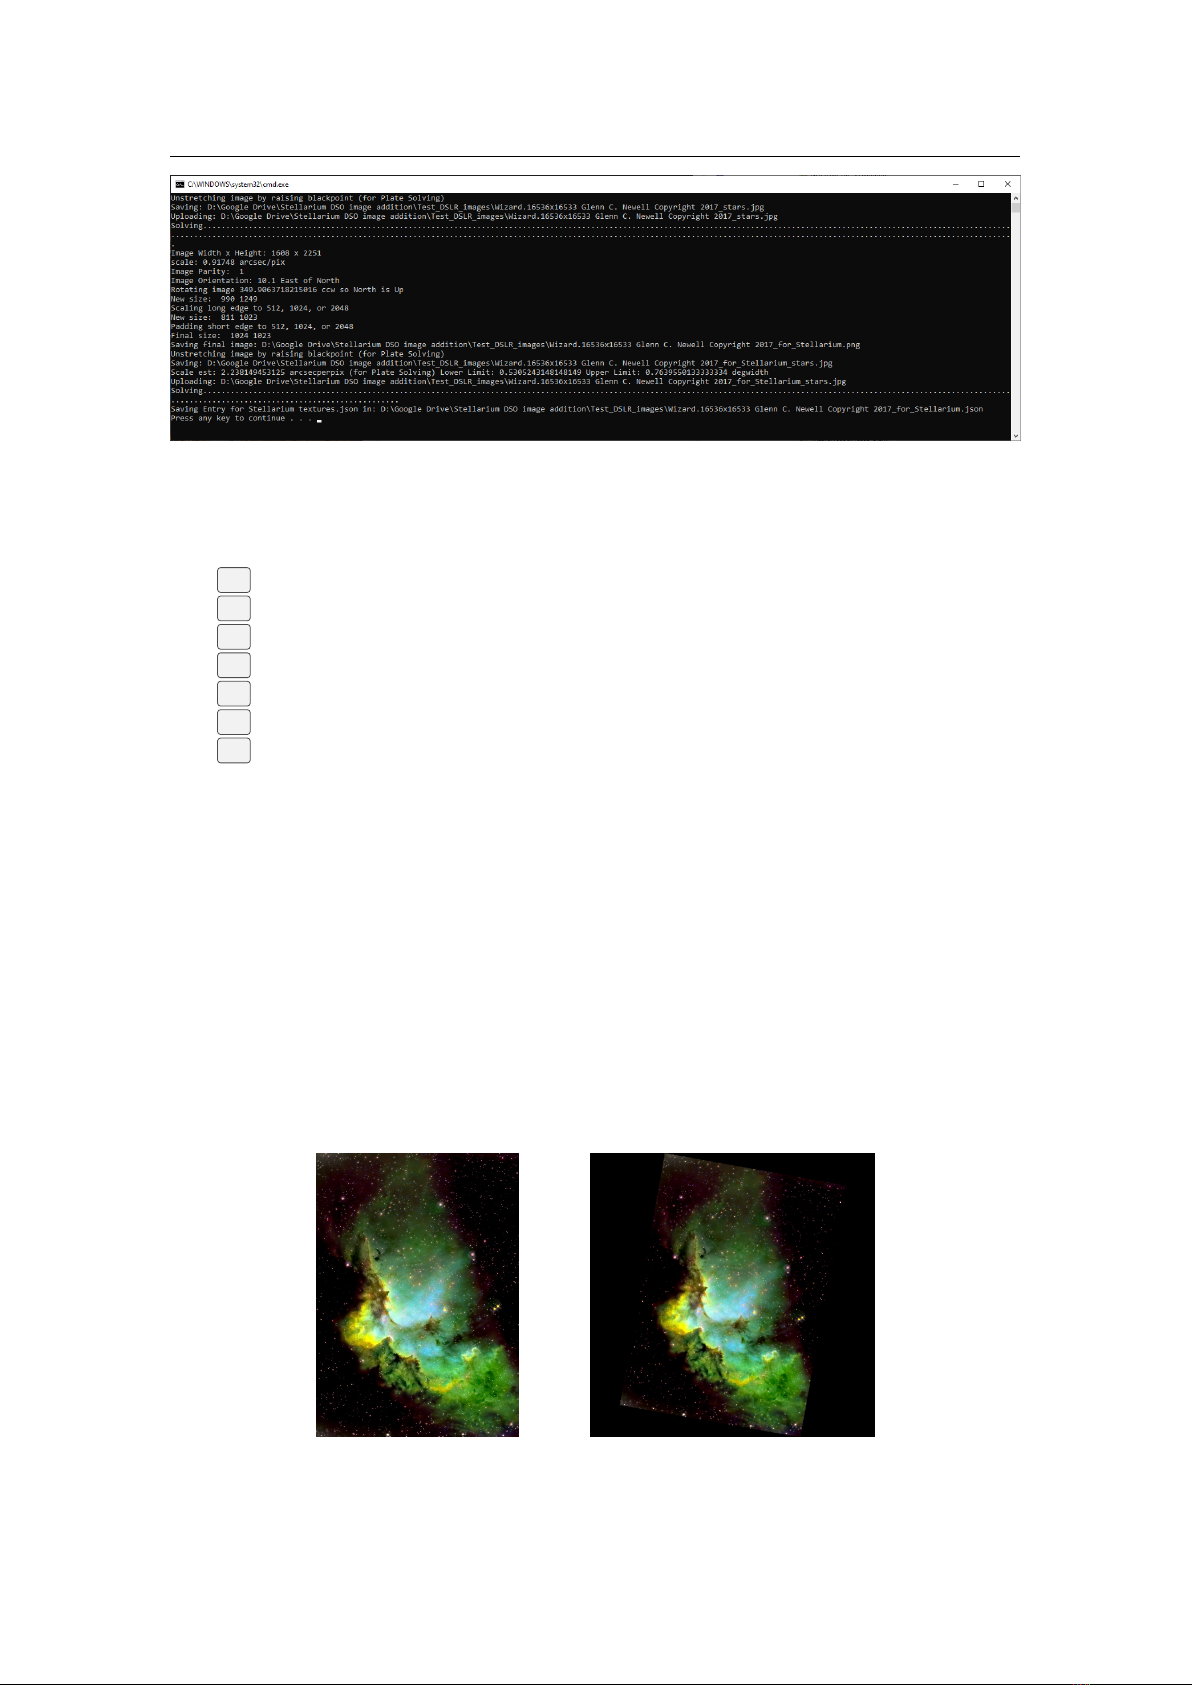 C:\WINDOWS\system32\cmd.exe
Unstretching image by raising blackpoint (for Plate Solving)
Saving: D:\Google Drive\Stellarium DSO image addition\Test_DSLR_images\Wizard.16536x16533 Glenn C. Newell Copyright 2017_stars.jpg
Uploading: D:\Google Drive\Stellarium DSO image addition\Test_DSLR_images\Wizard.16536x16533 Glenn C. Newell Copyright 2017_stars.jpg
Solving..........................................................................................................................................................................
..................................................................................................................................................................................
.
Image Width x Height: 1608 x 2251
scale: 0.91748 arcsec/pix
Image Parity:  1
Image Orientation: 10.1 East of North
Rotating image 349.9063718215016 ccw so North is Up
New size:  990 1249
Scaling long edge to 512, 1024, or 2048
New size:  811 1023
Padding short edge to 512, 1024, or 2048
Final size:  1024 1023
Saving final image: D:\Google Drive\Stellarium DSO image addition\Test_DSLR_images\Wizard.16536x16533 Glenn C. Newell Copyright 2017_for_Stellarium.png
Unstretching image by raising blackpoint (for Plate Solving)
Saving: D:\Google Drive\Stellarium DSO image addition\Test_DSLR_images\Wizard.16536x16533 Glenn C. Newell Copyright 2017_for_Stellarium_stars.jpg
Scale est: 2.238149453125 arcsecperpix (for Plate Solving) Lower Limit: 0.5305243148148149 Upper Limit: 0.7639550133333334 degwidth
Uploading: D:\Google Drive\Stellarium DSO image addition\Test_DSLR_images\Wizard.16536x16533 Glenn C. Newell Copyright 2017_for_Stellarium_stars.jpg
Solving..........................................................................................................................................................................
..................................................
Saving Entry for Stellarium textures.json in: D:\Google Drive\Stellarium DSO image addition\Test_DSLR_images\Wizard.16536x16533 Glenn C. Newell Copyright 2017_for_Stellarium.json
Press any key to continue . . .